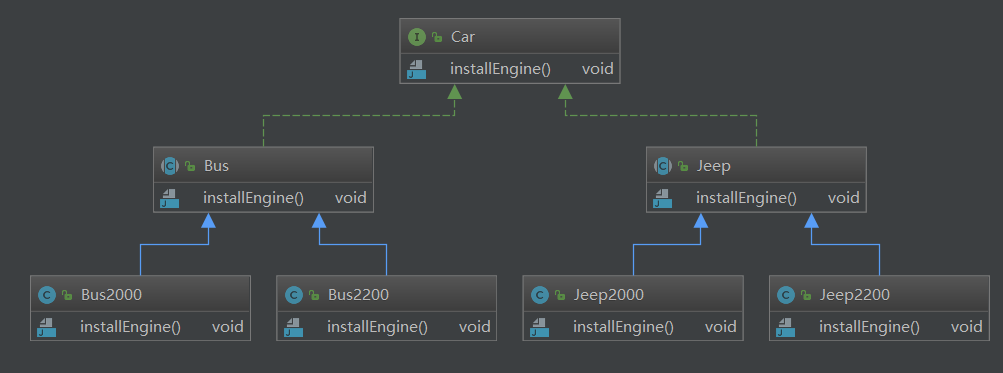 I Car
installEngine() void
C Bus
installEngine() void
C Jeep
installEngine() void
C Bus2000
installEngine() void
C Bus2200
installEngine() void
C Jeep2000
installEngine() void
C Jeep2200
installEngine() void